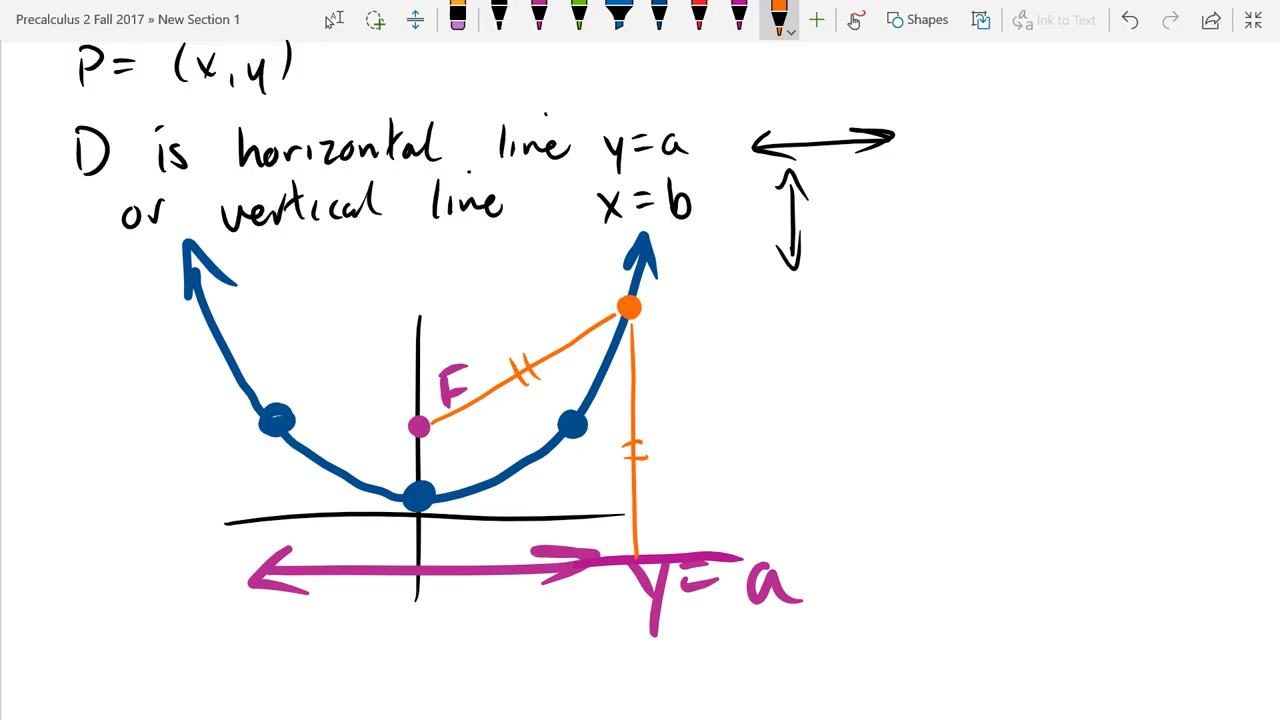 Precalculus 2 Fall 2017 » New Section 1
Shapes
Ink to Text
P = (x, y)
D is horizontal line y=a
or vertical line x=b
F
y=a